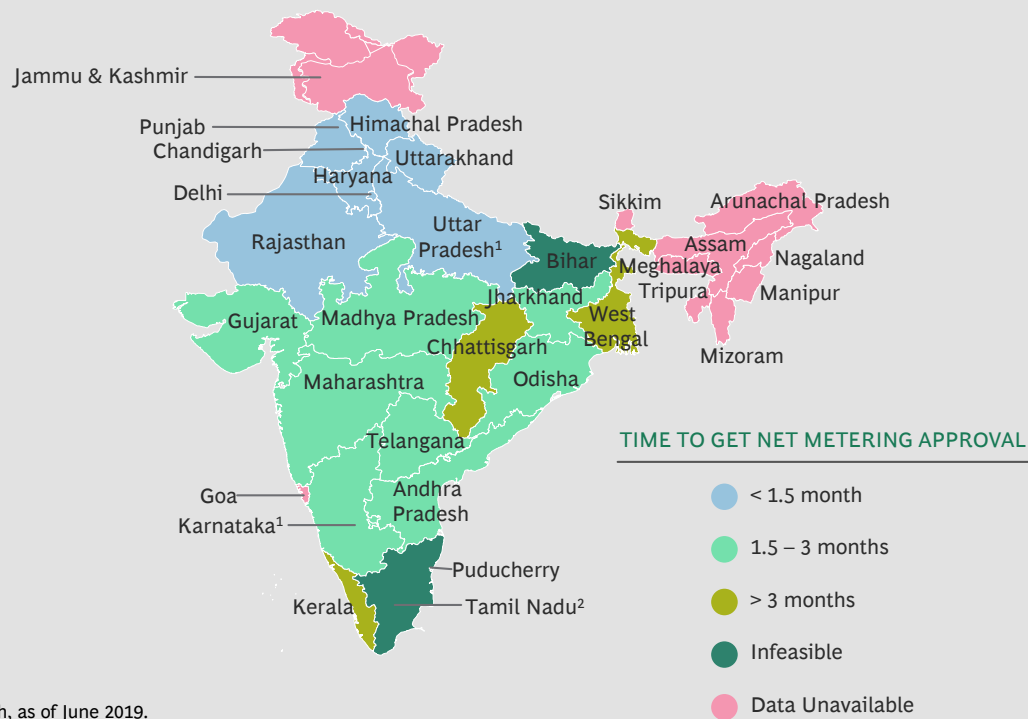 Jammu & Kashmir
Punjab
Himachal Pradesh
Chandigarh
Uttarakhand
Haryana
Delhi
Sikkim
Arunachal Pradesh
Rajasthan
Uttar
Pradesh¹
Bihar
Assam
Nagaland
Meghalaya
Tripura
Manipur
Jharkhand
Gujarat
Madhya Pradesh
West
Bengal
Chhattisgarh
Mizoram
Maharashtra
Odisha
Telangana
TIME TO GET NET METERING APPROVAL
Goa
Andhra
Pradesh
< 1.5 month
Karnataka¹
1.5 – 3 months
Puducherry
Kerala
Tamil Nadu²
> 3 months
Infeasible
Data Unavailable
as of June 2019.